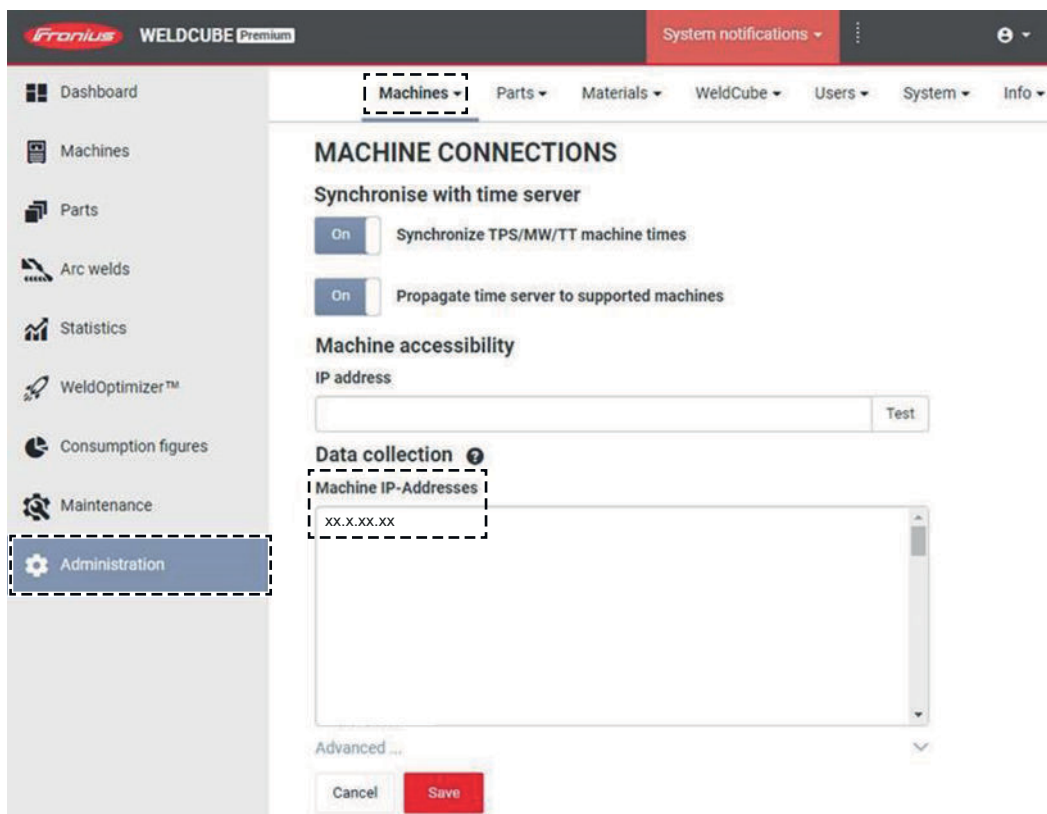 Fronius WELDCUBE Premium
System notifications
Dashboard
Machines
Parts
Arc welds
Statistics
WeldOptimizer™
Consumption figures
Maintenance
Administration
Machines Parts Materials WeldCube Users System Info
MACHINE CONNECTIONS
Synchronise with time server
On Synchronize TPS/MW/TT machine times
On Propagate time server to supported machines
Machine accessibility
IP address
Test
Data collection ?
Machine IP-Addresses
xx.x.xx.xx
Advanced ...
Cancel Save